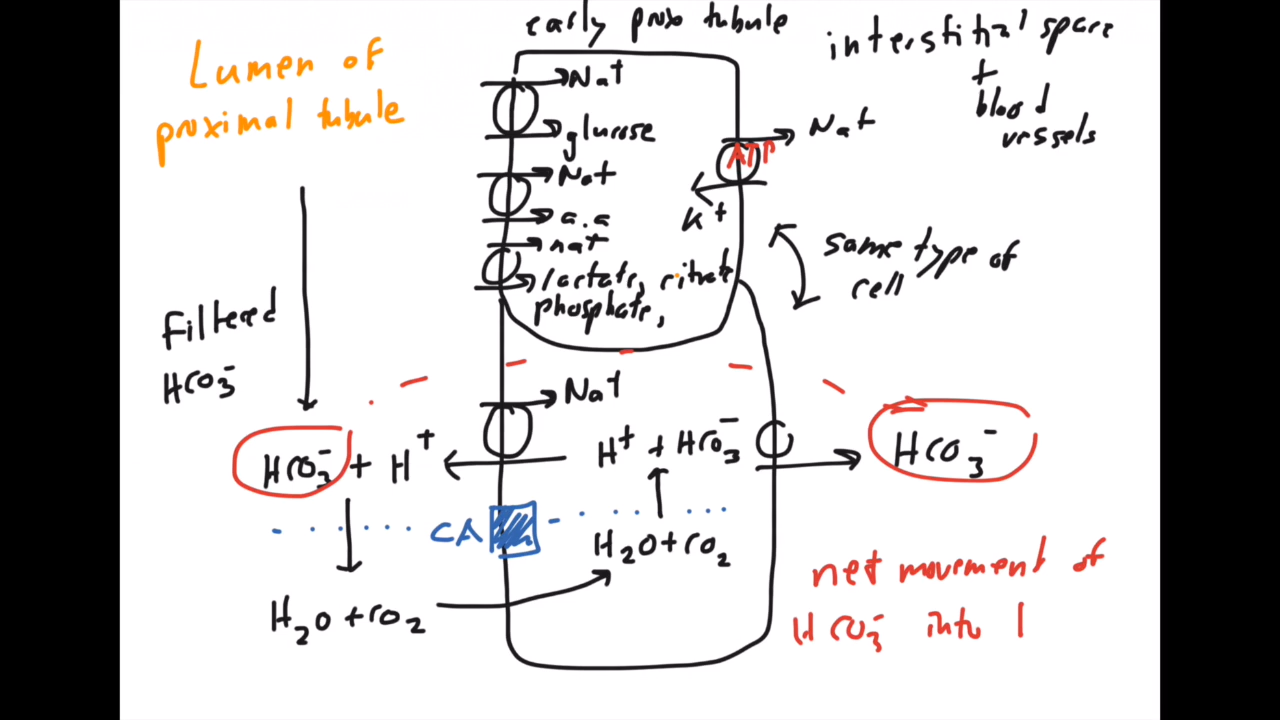 early prox tubule
Lumen of
proximal tubule
interstitial space
+
blood
vessels
Na+
glucose
Na+
a.a
na+
lactate, citrate
phosphate,
Na+
ATP
K+
same type of
cell
Filtered
HCO3-
Na+
HCO3- + H+
H+ + HCO3-
HCO3-
CA
H2O + CO2
H2O + CO2
net movement of
HCO3- into